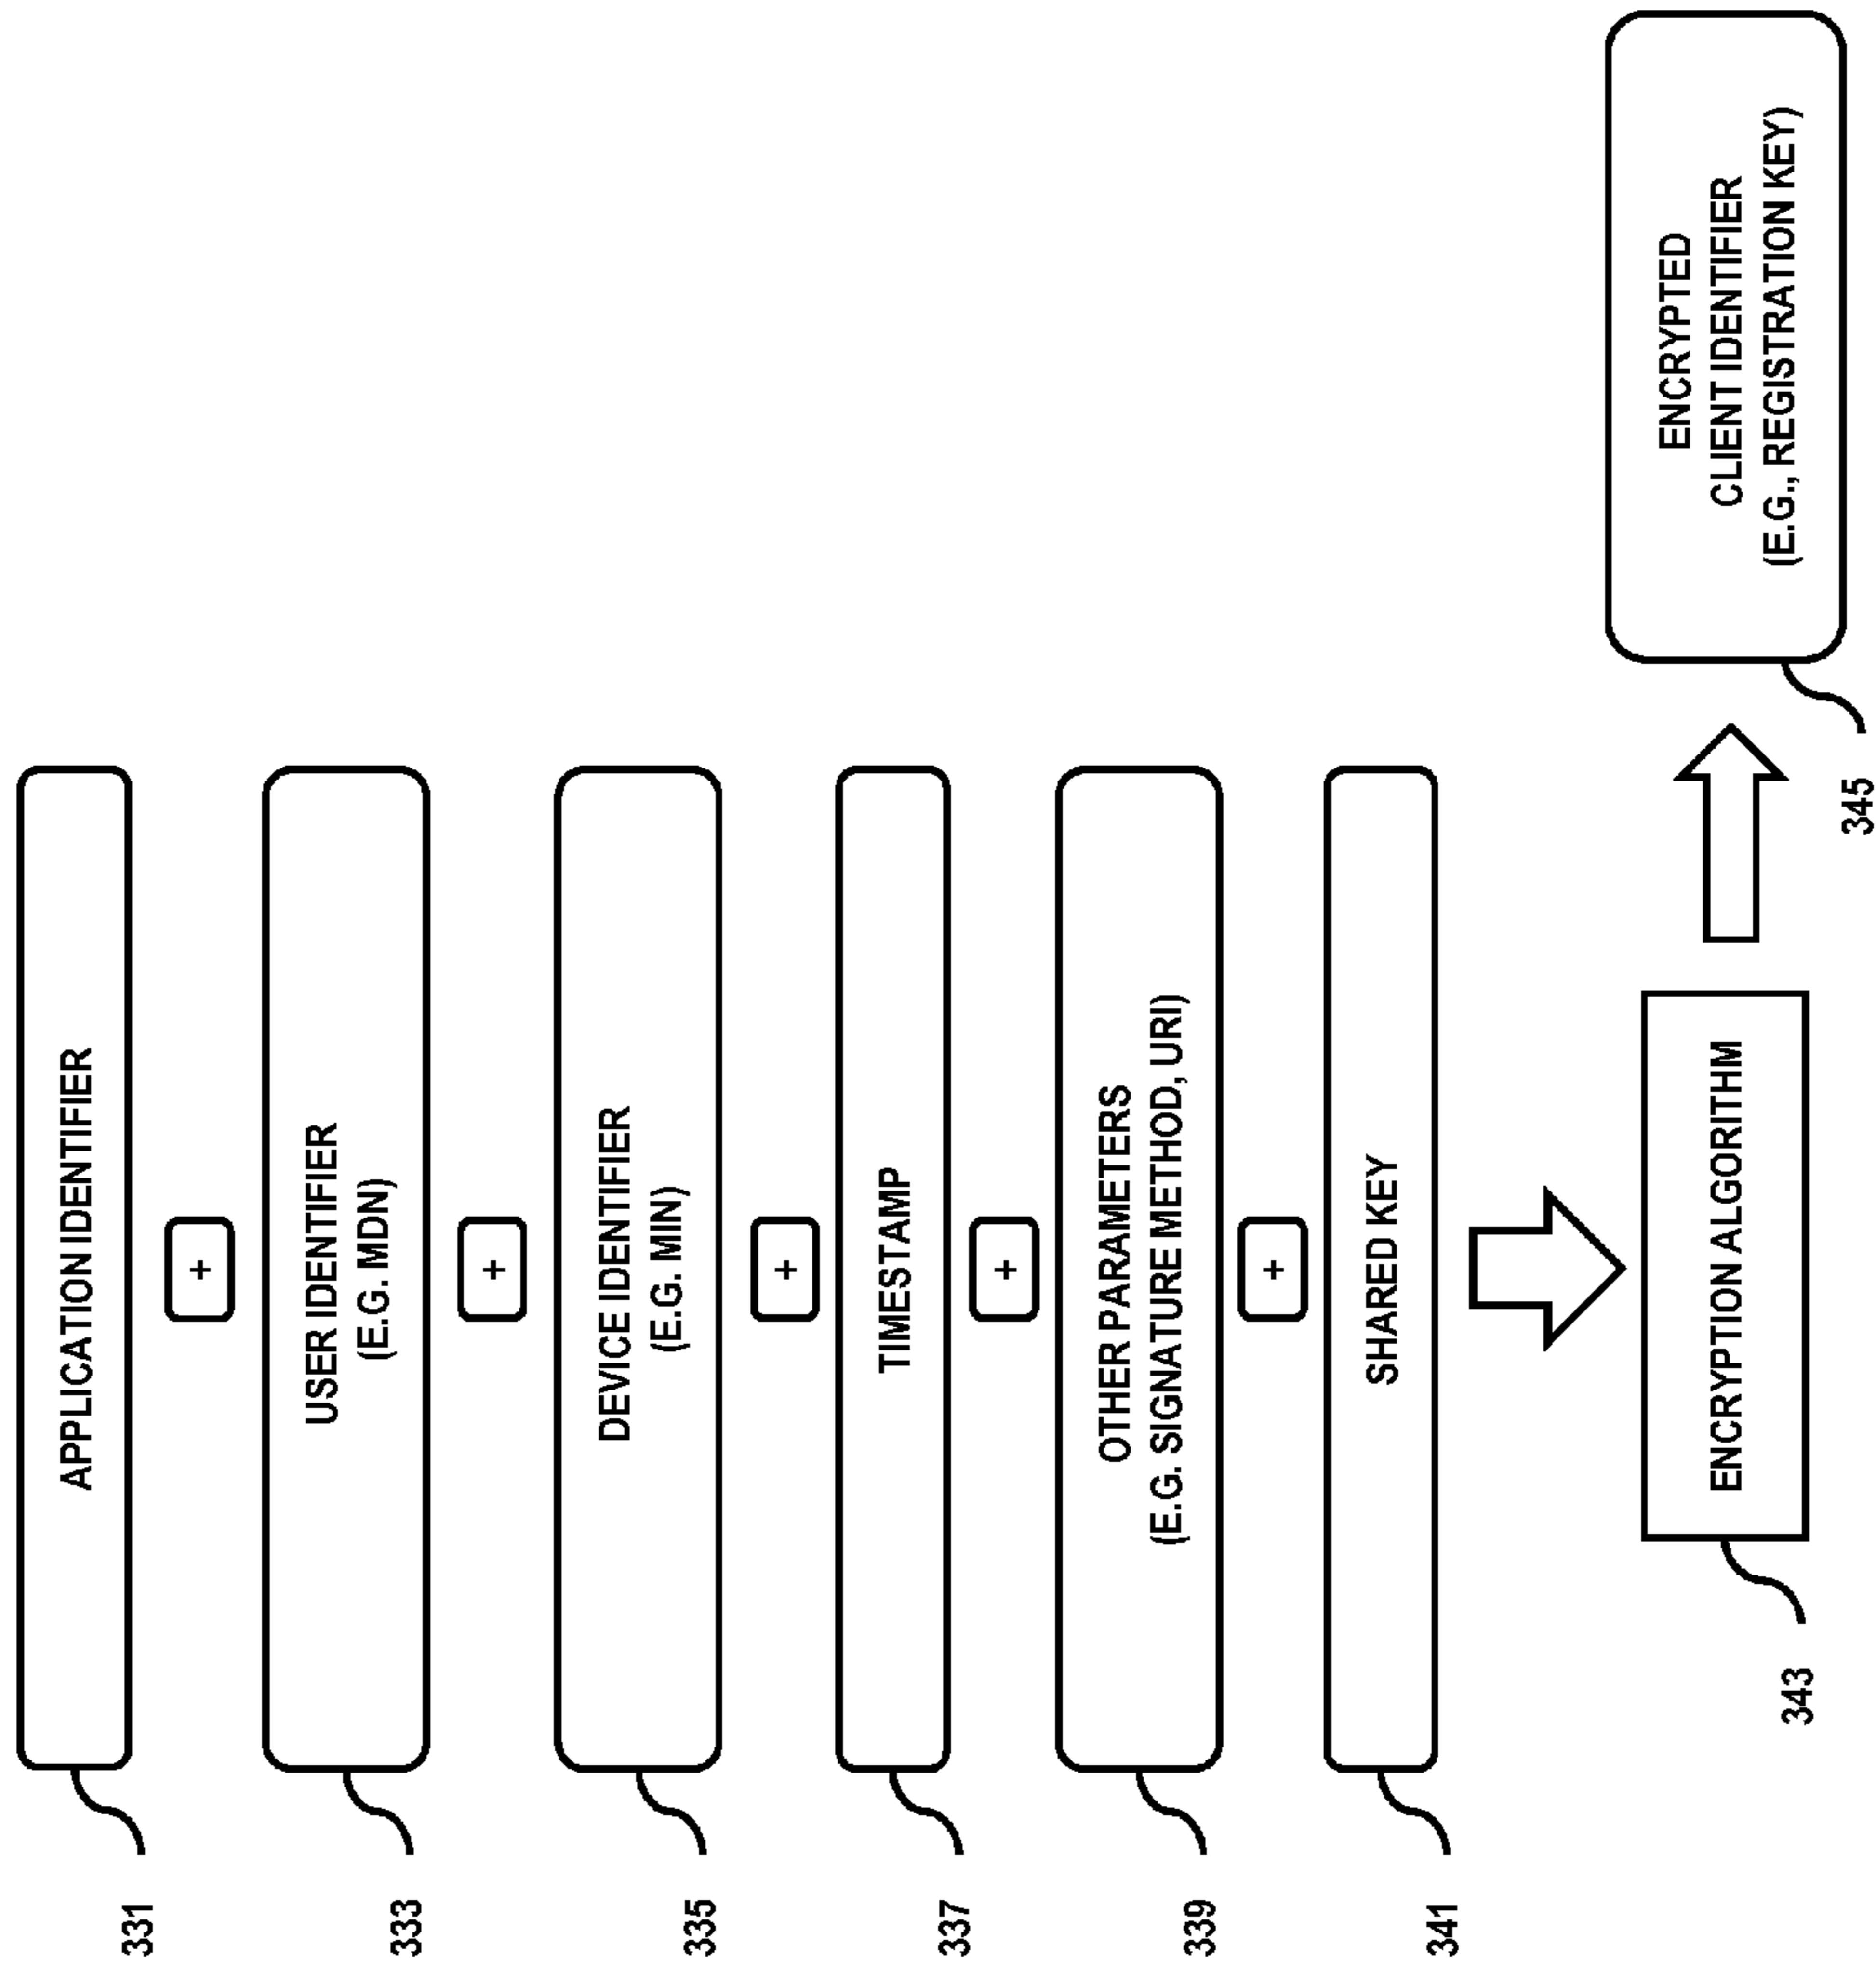 331
APPLICATION IDENTIFIER
+
333
USER IDENTIFIER
(E.G. MDN)
+
335
DEVICE IDENTIFIER
(E.G. MIN)
+
337
TIMESTAMP
+
339
OTHER PARAMETERS
(E.G. SIGNATURE METHOD, URI)
+
341
SHARED KEY
343
ENCRYPTION ALGORITHM
345
ENCRYPTED
CLIENT IDENTIFIER
(E.G., REGISTRATION KEY)